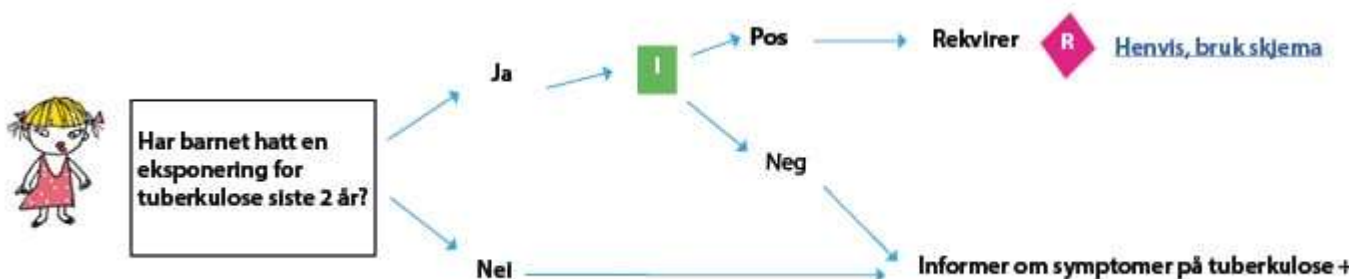 Har barnet hatt en
eksponering for
tuberkulose siste 2 år?
Ja
I
Pos
Rekvirer
R
Henvis, bruk skjema
Neg
Nei
Informer om symptomer på tuberkulose +